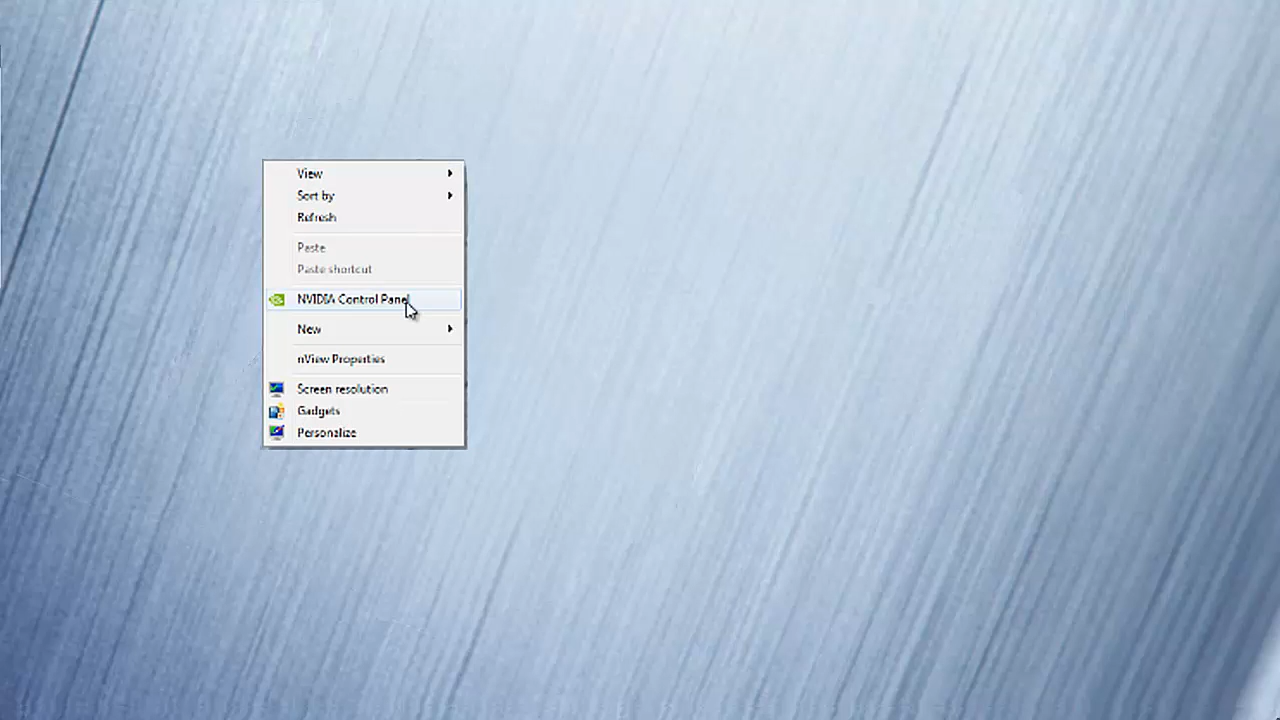 View
Sort by
Refresh
Paste
Paste shortcut
NVIDIA Control Panel
New
nView Properties
Screen resolution
Gadgets
Personalize